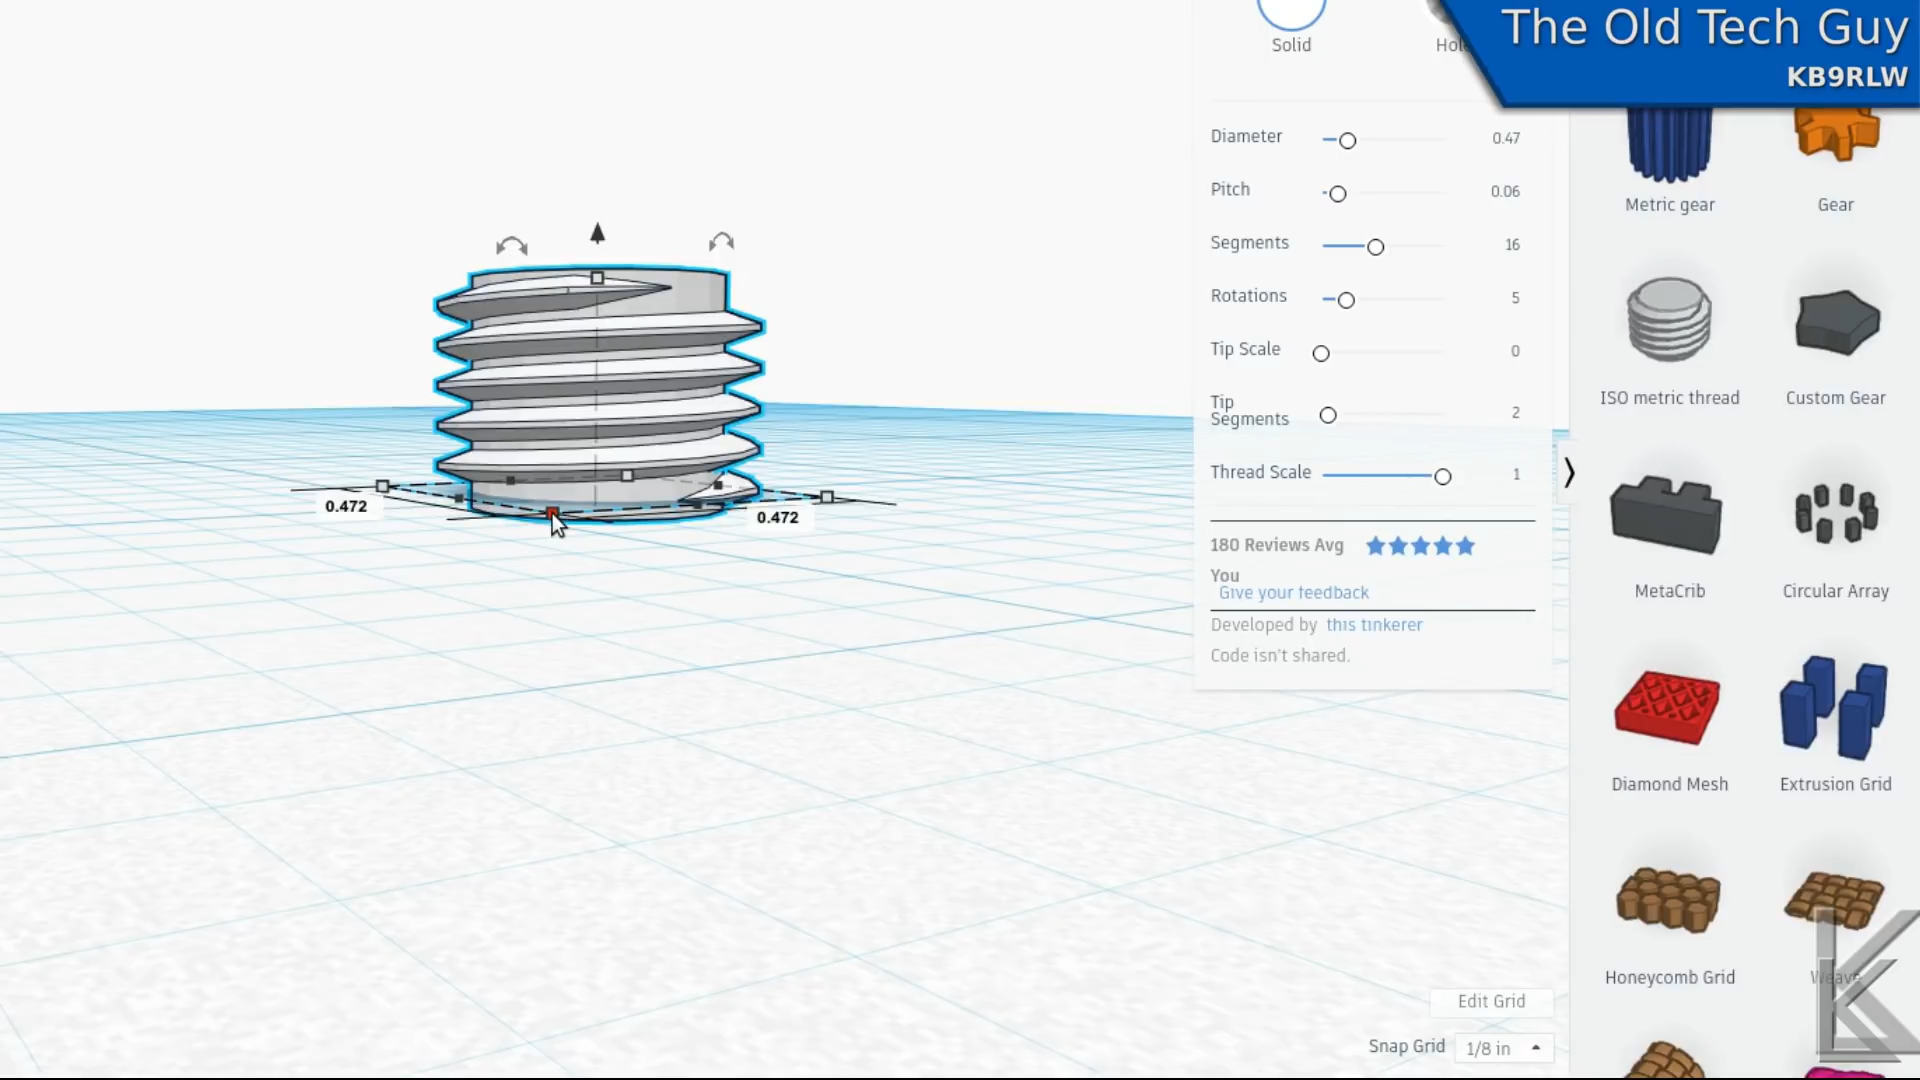 The Old Tech Guy
KB9RLW
Solid
Diameter 0.47
Pitch 0.06
Segments 16
Rotations 5
Tip Scale 0
Tip
Segments 2
Thread Scale 1
180 Reviews Avg
You
Give your feedback
Developed by this tinkerer
Code isn't shared.
0.472
0.472
Metric gear
Gear
ISO metric thread
Custom Gear
MetaCrib
Circular Array
Diamond Mesh
Extrusion Grid
Honeycomb Grid
Weave
Edit Grid
Snap Grid 1/8 in